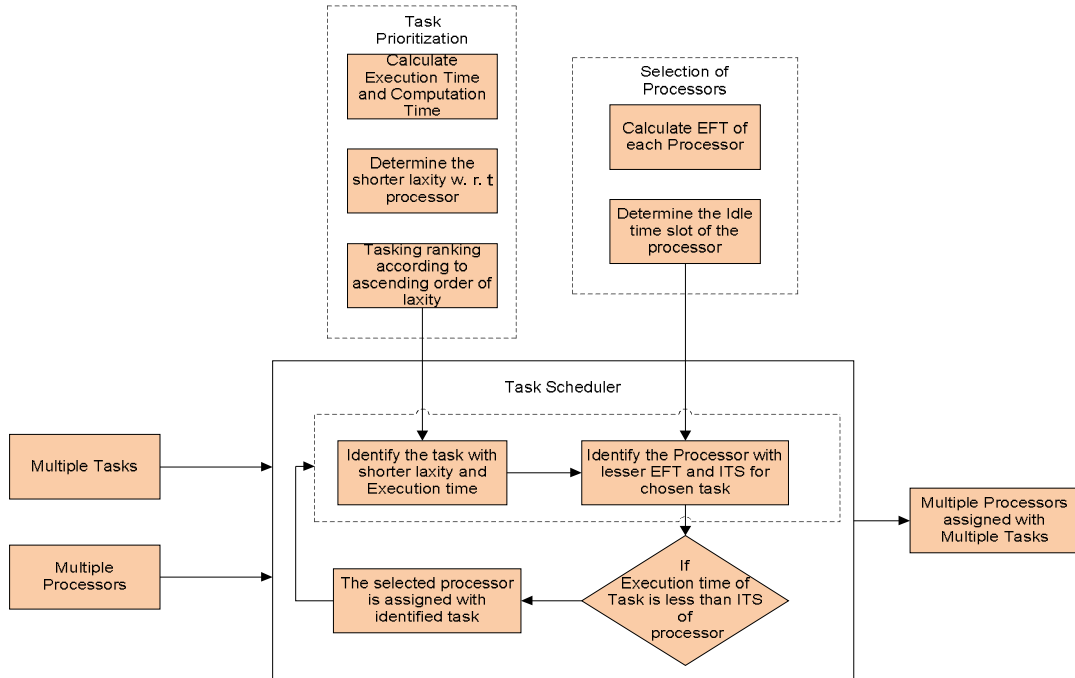 Task
Prioritization
Calculate
Execution Time
and Computation
Time
Determine the
shorter laxity w. r. t
processor
Tasking ranking
according to
ascending order of
laxity
Selection of
Processors
Calculate EFT of
each Processor
Determine the Idle
time slot of the
processor
Task Scheduler
Multiple Tasks
Multiple
Processors
Identify the task with
shorter laxity and
Execution time
Identify the Processor with
lesser EFT and ITS for
chosen task
If
Execution time of
Task is less than ITS
of
processor
The selected processor
is assigned with
identified task
Multiple Processors
assigned with
Multiple Tasks